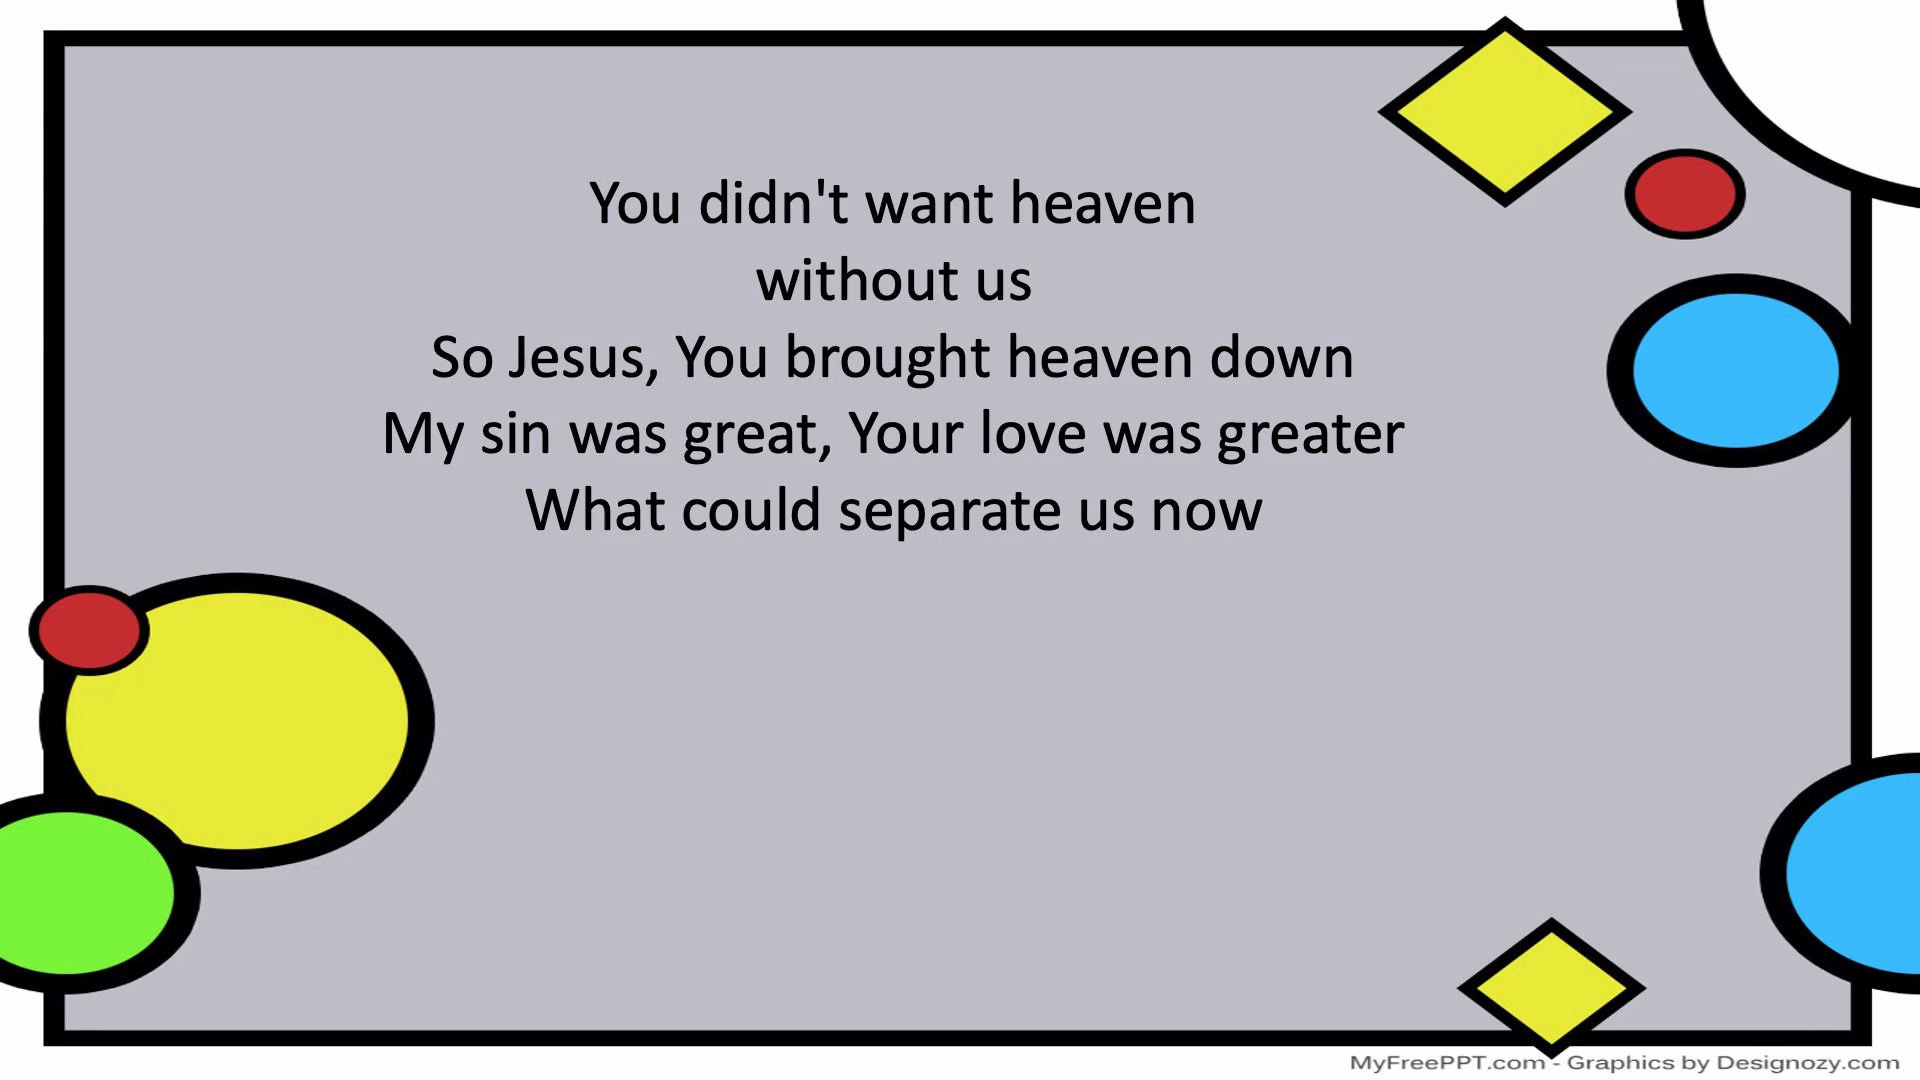 You didn't want heaven
without us
So Jesus, You brought heaven down
My sin was great, Your love was greater
What could separate us now
MyFreePPT.com - Graphics by Designozy.com